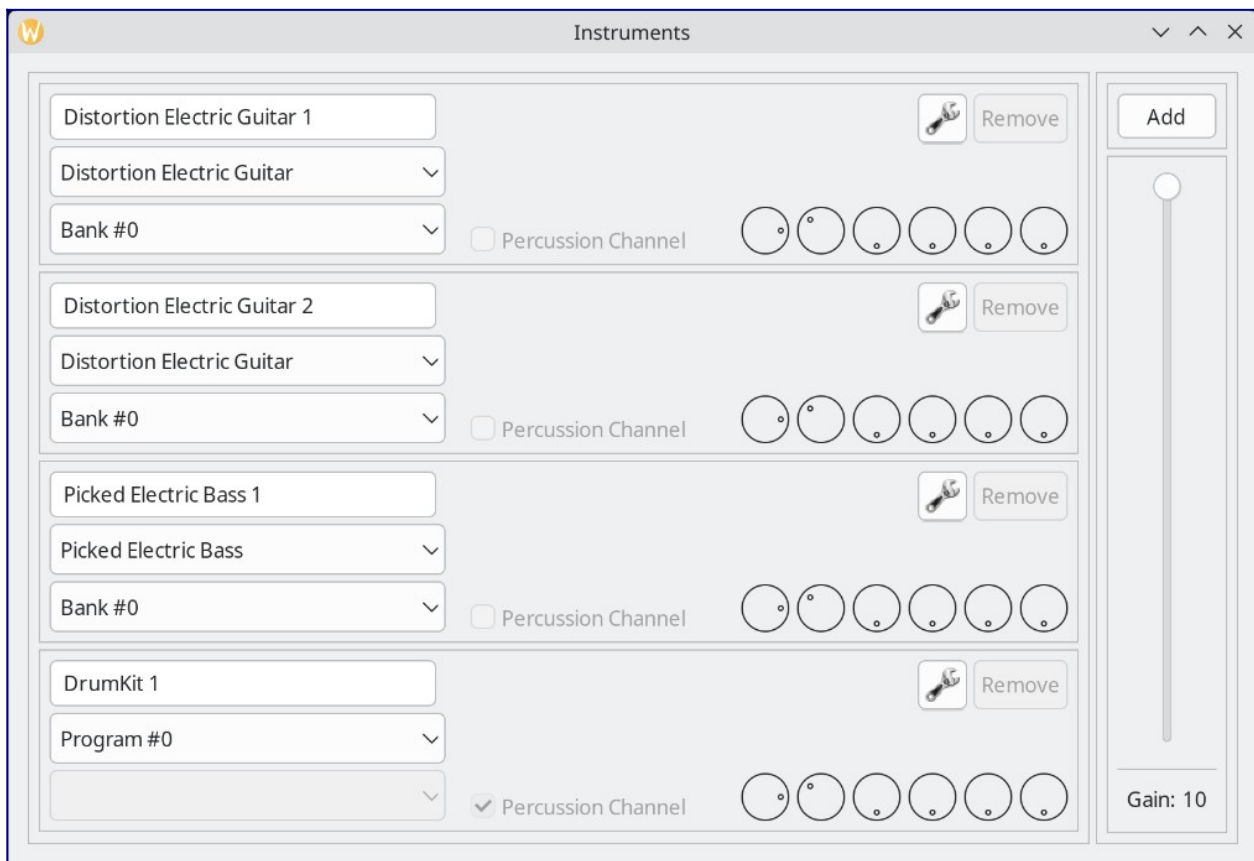 W
Instruments
Distortion Electric Guitar 1
Remove
Add
Distortion Electric Guitar
Bank #0
Percussion Channel
Distortion Electric Guitar 2
Remove
Distortion Electric Guitar
Bank #0
Percussion Channel
Picked Electric Bass 1
Remove
Picked Electric Bass
Bank #0
Percussion Channel
DrumKit 1
Remove
Program #0
Percussion Channel
Gain: 10